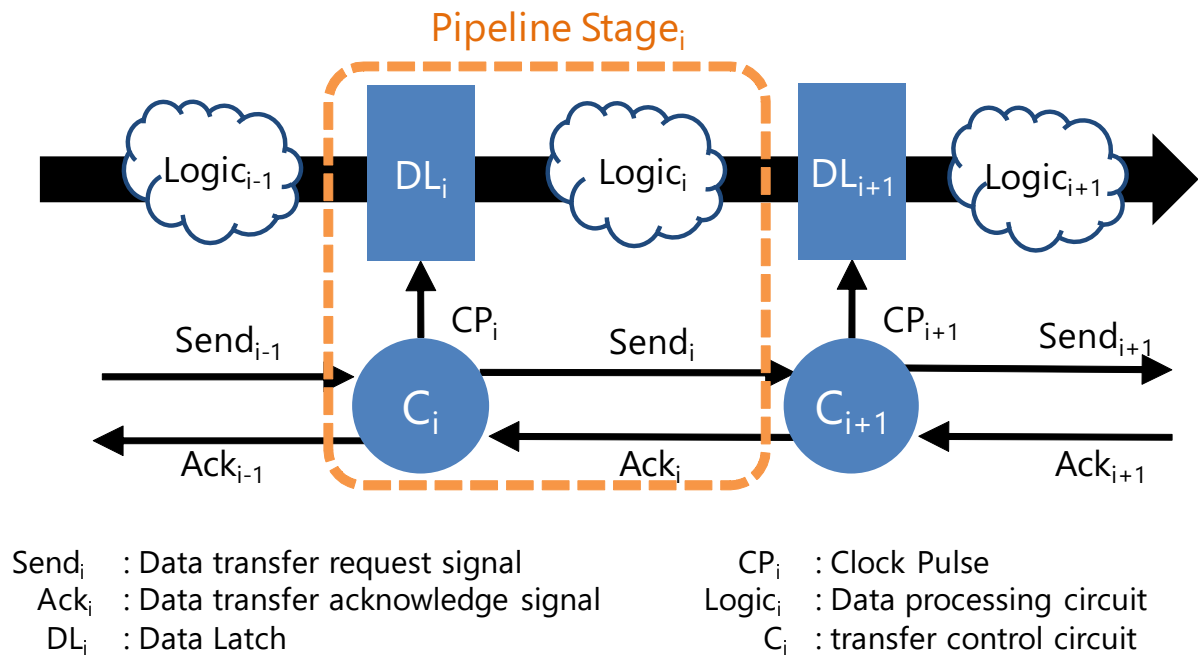 Pipeline Stageᵢ
Logicᵢ₋₁
DLᵢ
Logicᵢ
DLᵢ₊₁
Logicᵢ₊₁
CPᵢ
CPᵢ₊₁
Sendᵢ₋₁
Sendᵢ
Sendᵢ₊₁
Cᵢ
Cᵢ₊₁
Ackᵢ₋₁
Ackᵢ
Ackᵢ₊₁
Sendᵢ : Data transfer request signal
Ackᵢ : Data transfer acknowledge signal
DLᵢ : Data Latch
CPᵢ : Clock Pulse
Logicᵢ : Data processing circuit
Cᵢ : transfer control circuit